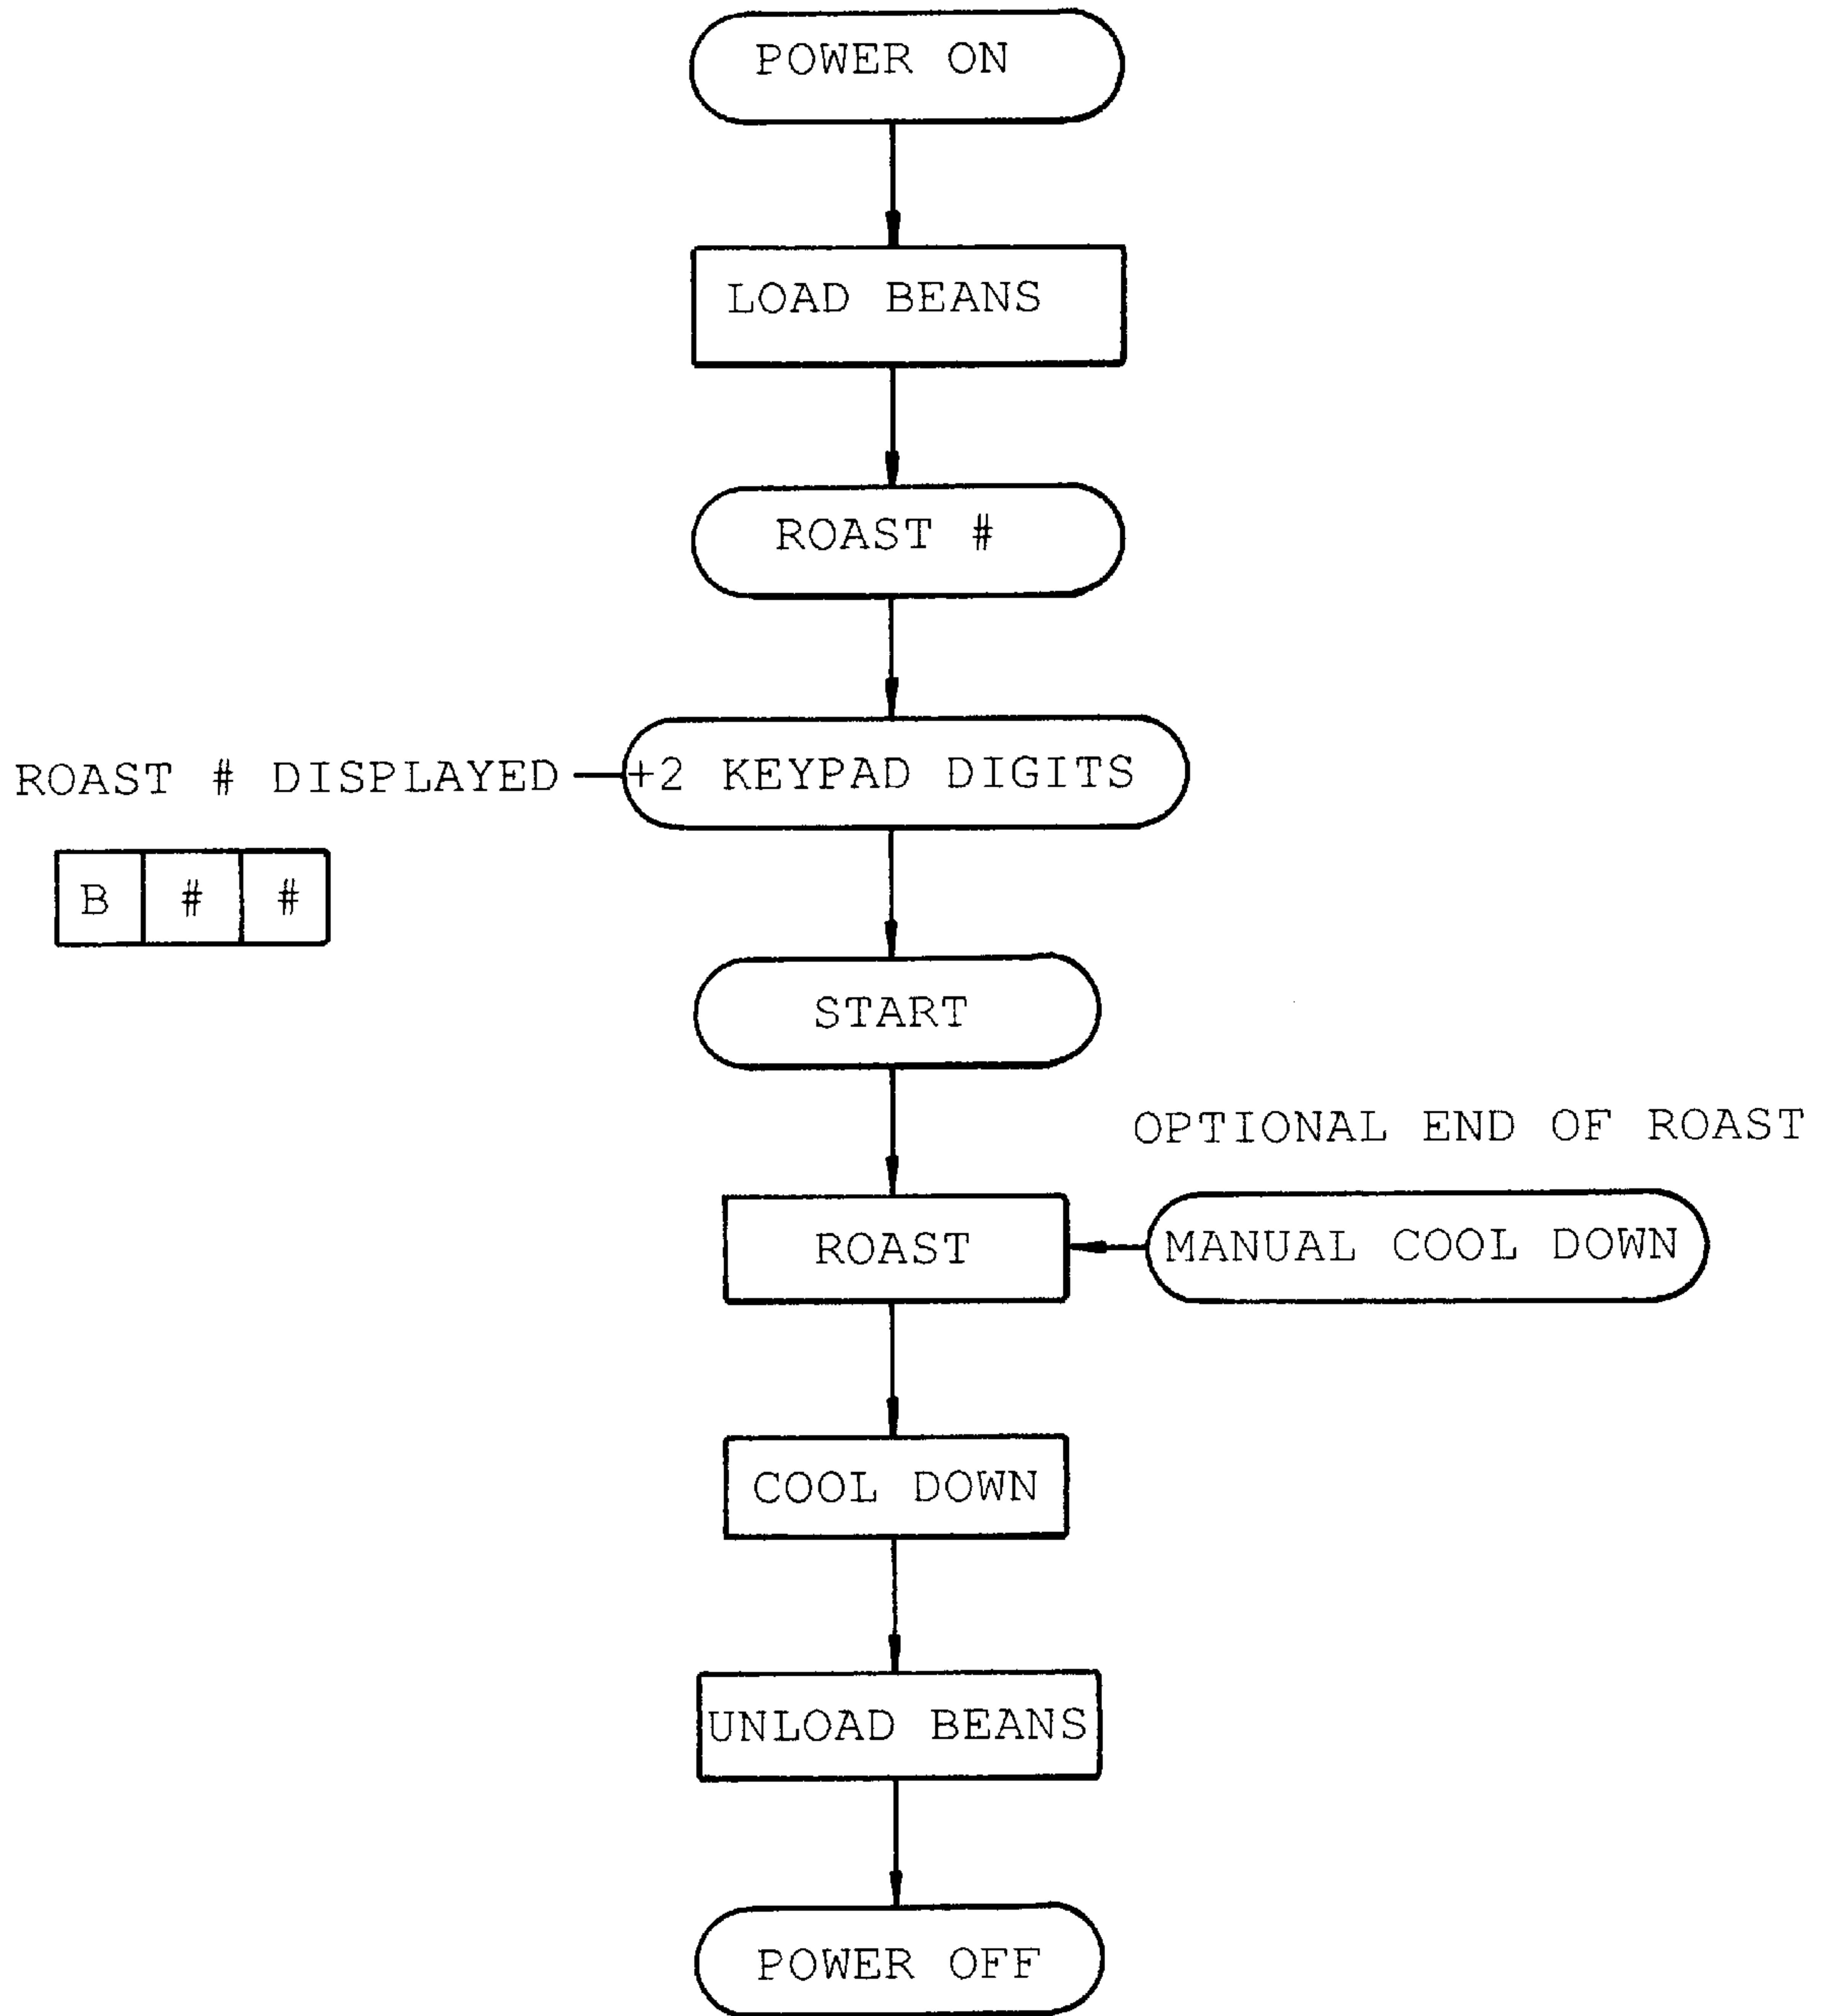 POWER ON
LOAD BEANS
ROAST #
ROAST # DISPLAYED
+2 KEYPAD DIGITS
B # #
START
OPTIONAL END OF ROAST
ROAST
MANUAL COOL DOWN
COOL DOWN
UNLOAD BEANS
POWER OFF